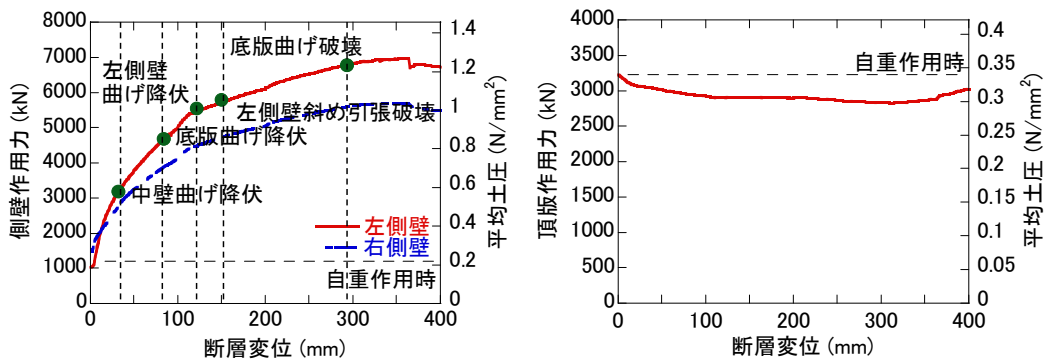 側壁作用力 (kN)
8000
7000
6000
5000
4000
3000
2000
1000
0
0
100
200
300
400
断層変位 (mm)
1.4
1.2
1
0.8
0.6
0.4
0.2
0
平均土圧 (N/mm²)
底版曲げ破壊
左側壁
曲げ降伏
左側壁斜め引張破壊
底版曲げ降伏
中壁曲げ降伏
左側壁
右側壁
自重作用時
頂版作用力 (kN)
4000
3500
3000
2500
2000
1500
1000
500
0
0
100
200
300
400
断層変位 (mm)
0.4
0.35
0.3
0.25
0.2
0.15
0.1
0.05
0
平均土圧 (N/mm²)
自重作用時